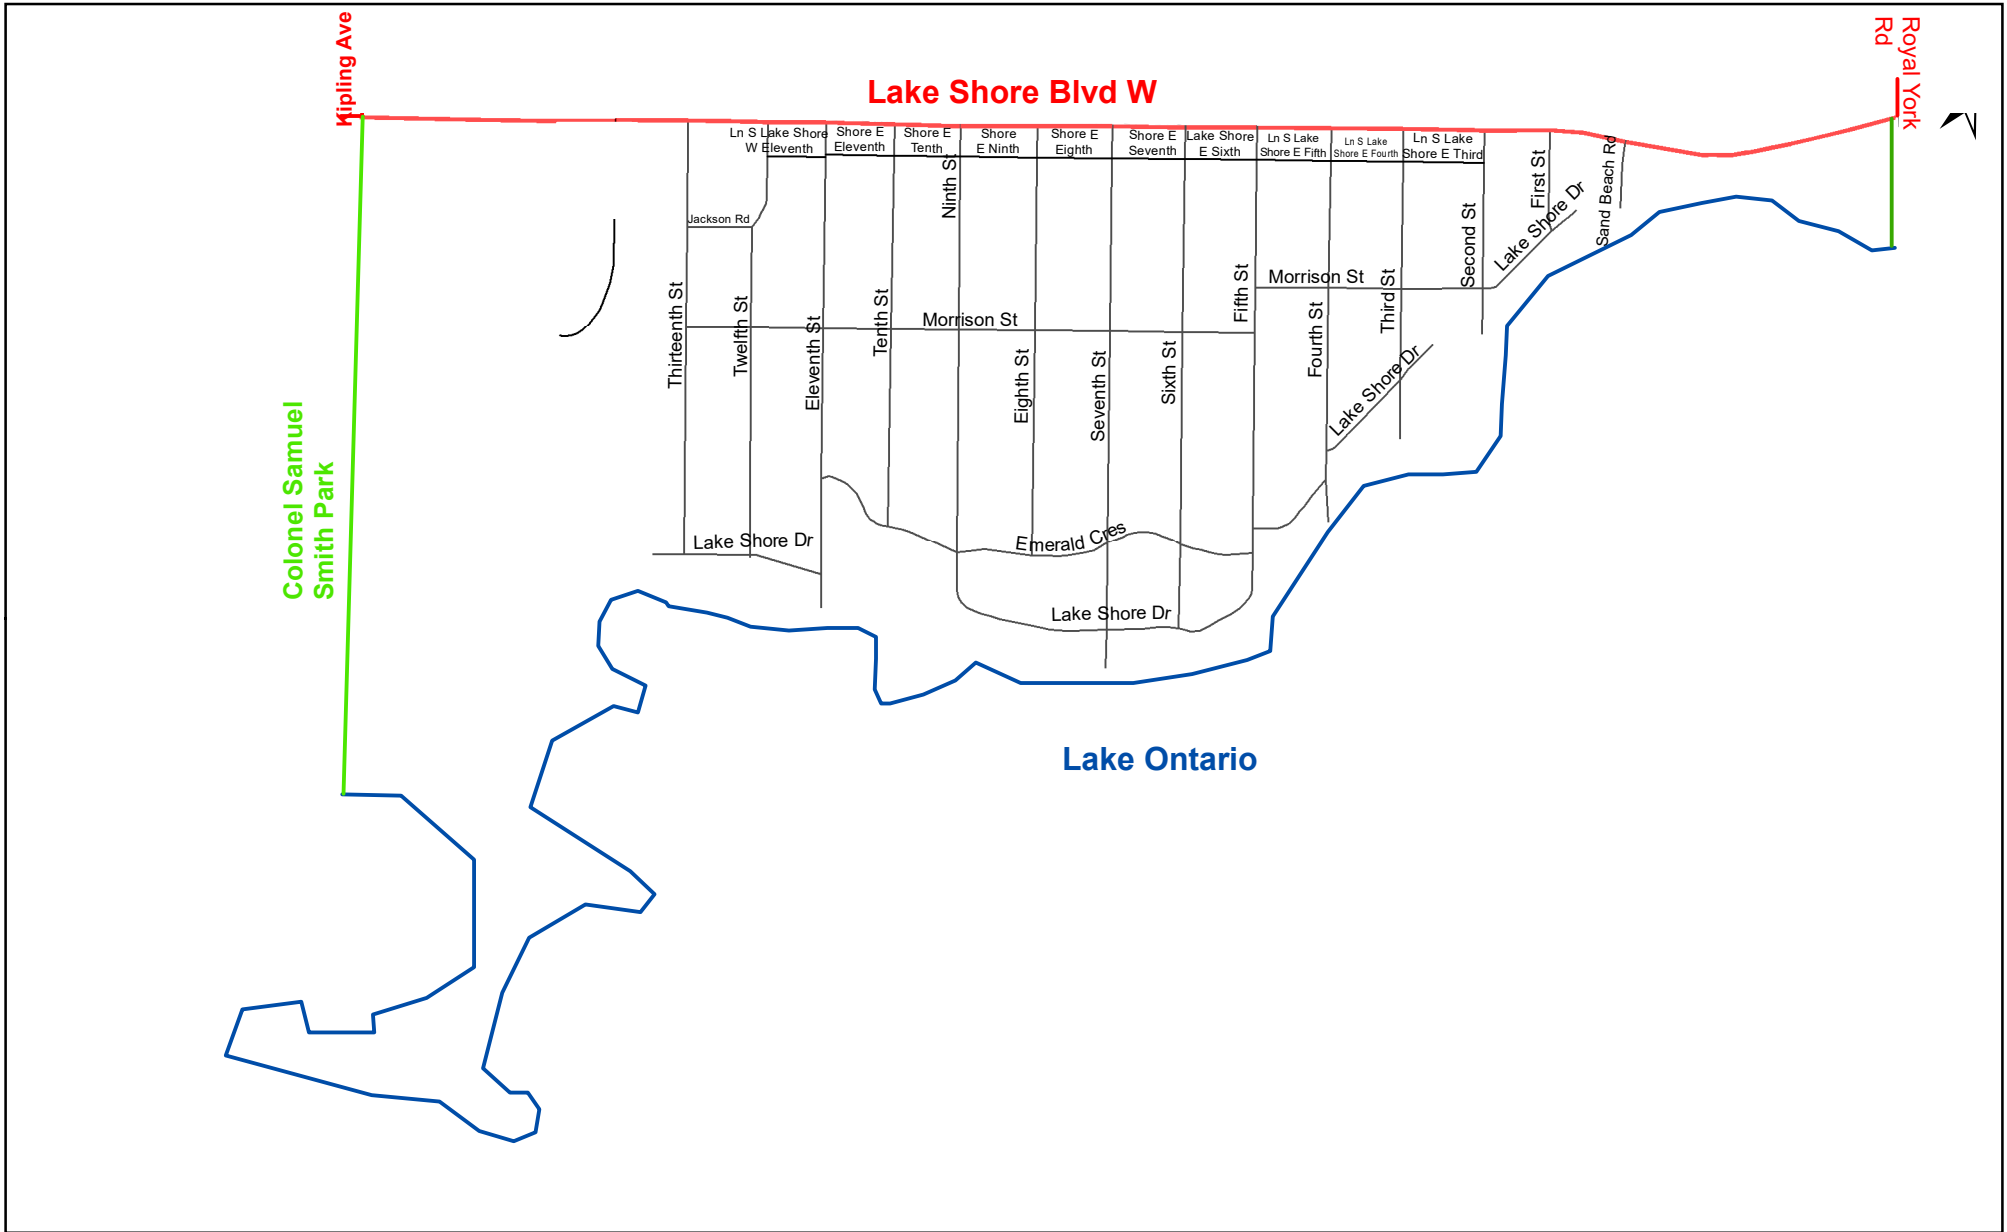 Kipling Ave
Royal York
Rd
Lake Shore Blvd W
Ln S Lake Shore
W Eleventh
Shore E
Eleventh
Shore E
Tenth
Shore
E Ninth
Shore E
Eighth
Shore E
Seventh
Lake Shore
E Sixth
Ln S Lake
Shore E Fifth
Ln S Lake
Shore E Fourth
Ln S Lake
Shore E Third
First St
Sand Beach Rd
Ninth St
Jackson Rd
Second St
Lake Shore Dr
Fifth St
Morrison St
Third St
Thirteenth St
Twelfth St
Eleventh St
Tenth St
Morrison St
Fourth St
Eighth St
Seventh St
Sixth St
Lake Shore Dr
Colonel Samuel
Smith Park
Lake Shore Dr
Emerald Cres
Lake Shore Dr
Lake Ontario